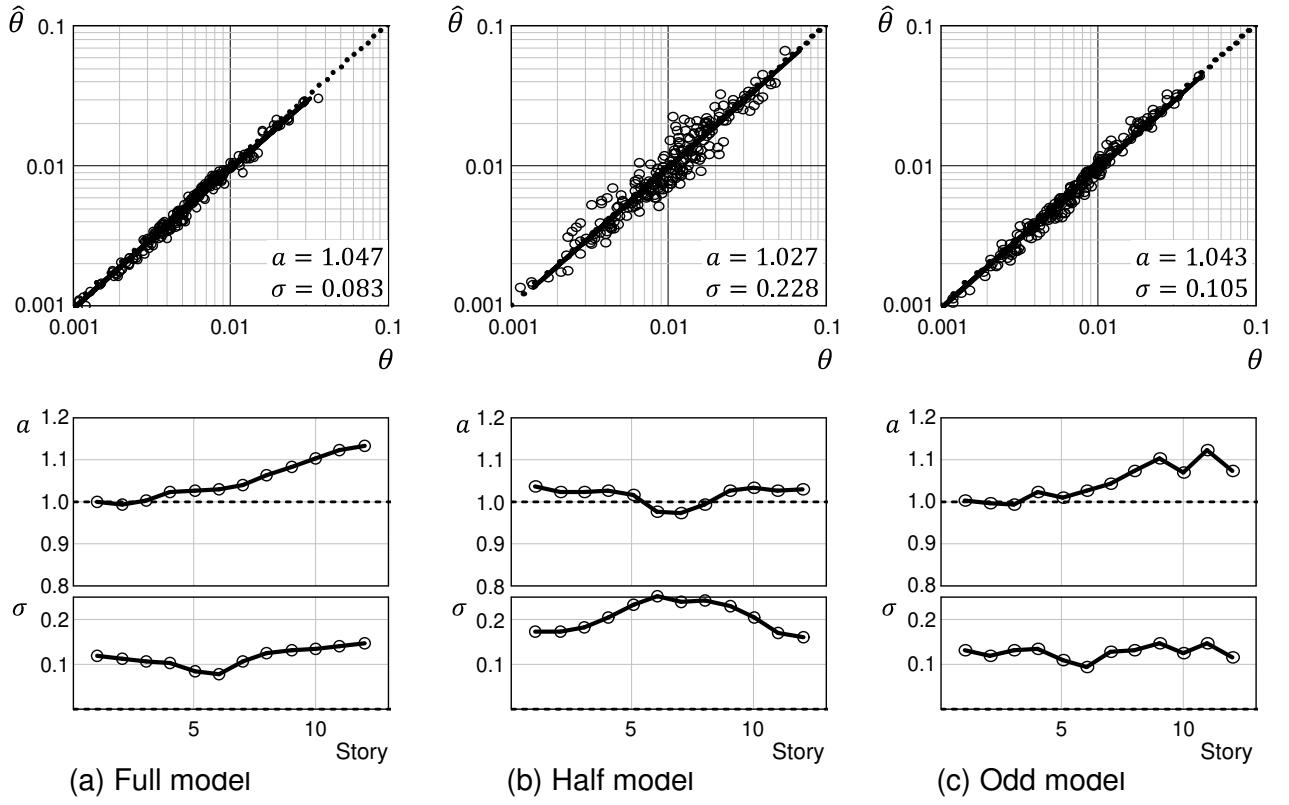 θ̂
0.1
0.01
0.001
a = 1.047
σ = 0.083
0.001
0.01
0.1
θ
θ̂
0.1
0.01
0.001
a = 1.027
σ = 0.228
0.001
0.01
0.1
θ
θ̂
0.1
0.01
0.001
a = 1.043
σ = 0.105
0.001
0.01
0.1
θ
a
1.2
1.1
1.0
0.9
0.8
σ
0.2
0.1
5
10
Story
(a) Full model
a
1.2
1.1
1.0
0.9
0.8
σ
0.2
0.1
5
10
Story
(b) Half model
a
1.2
1.1
1.0
0.9
0.8
σ
0.2
0.1
5
10
Story
(c) Odd model